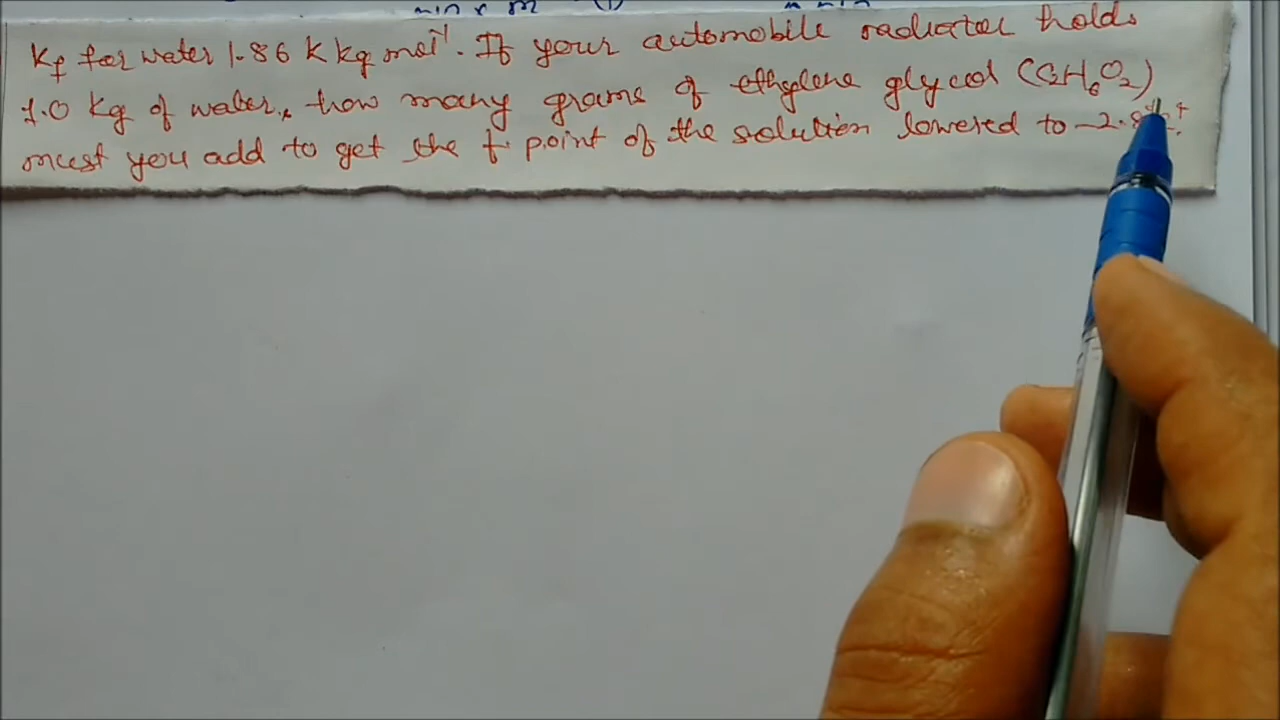 Kf for water 1.86 K kg mol⁻¹. If your automobile radiator holds
1.0 kg of water, how many grams of ethylene glycol (C2H6O2)
must you add to get the f. point of the solution lowered to